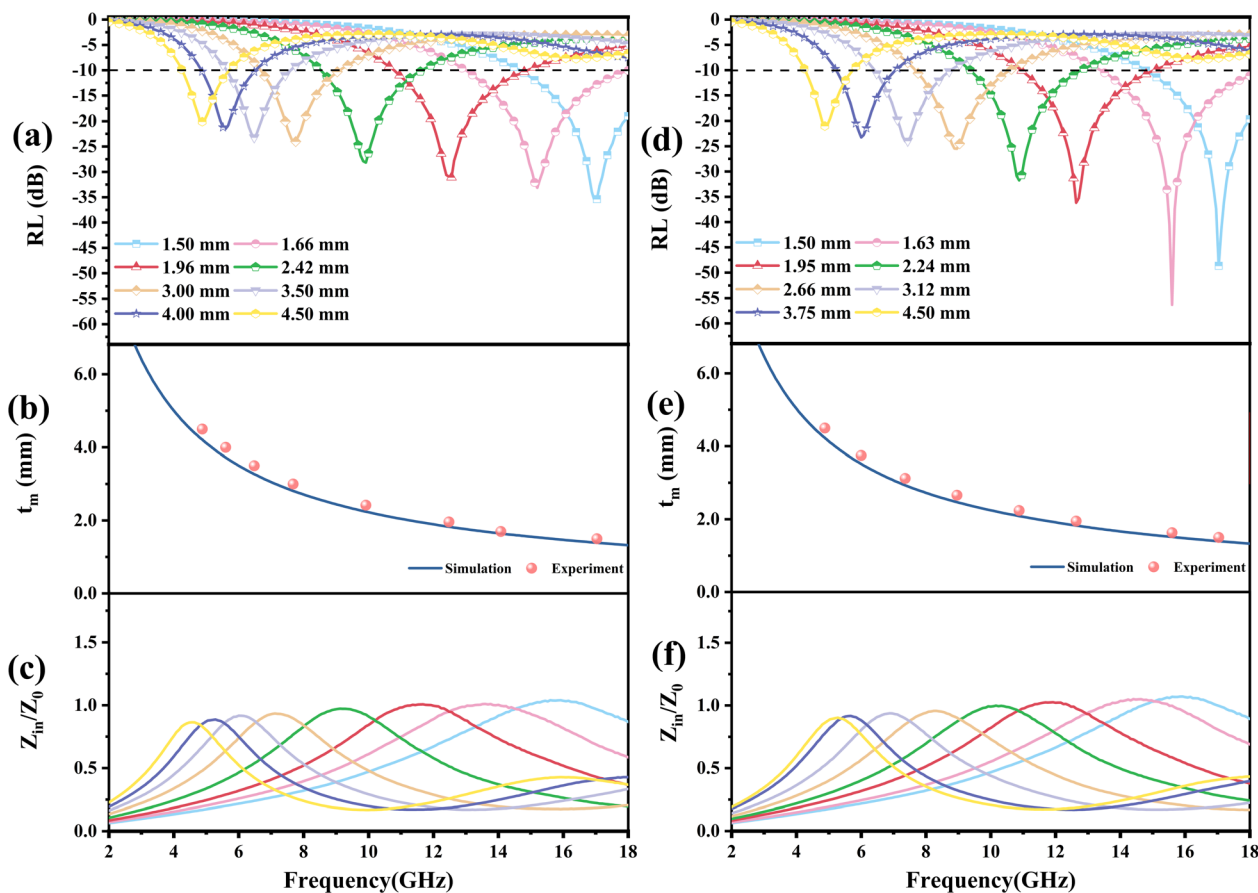 (a)
RL (dB)
0
-5
-10
-15
-20
-25
-30
-35
-40
-45
-50
-55
-60
1.50 mm 1.66 mm
1.96 mm 2.42 mm
3.00 mm 3.50 mm
4.00 mm 4.50 mm
(b)
t_m (mm)
6.0
4.0
2.0
0.0
Simulation Experiment
(c)
Z_in/Z_0
1.5
1.0
0.5
0.0
2 4 6 8 10 12 14 16 18
Frequency(GHz)
(d)
RL (dB)
0
-5
-10
-15
-20
-25
-30
-35
-40
-45
-50
-55
-60
1.50 mm 1.63 mm
1.95 mm 2.24 mm
2.66 mm 3.12 mm
3.75 mm 4.50 mm
(e)
t_m (mm)
6.0
4.0
2.0
0.0
Simulation Experiment
(f)
Z_in/Z_0
1.5
1.0
0.5
0.0
2 4 6 8 10 12 14 16 18
Frequency(GHz)